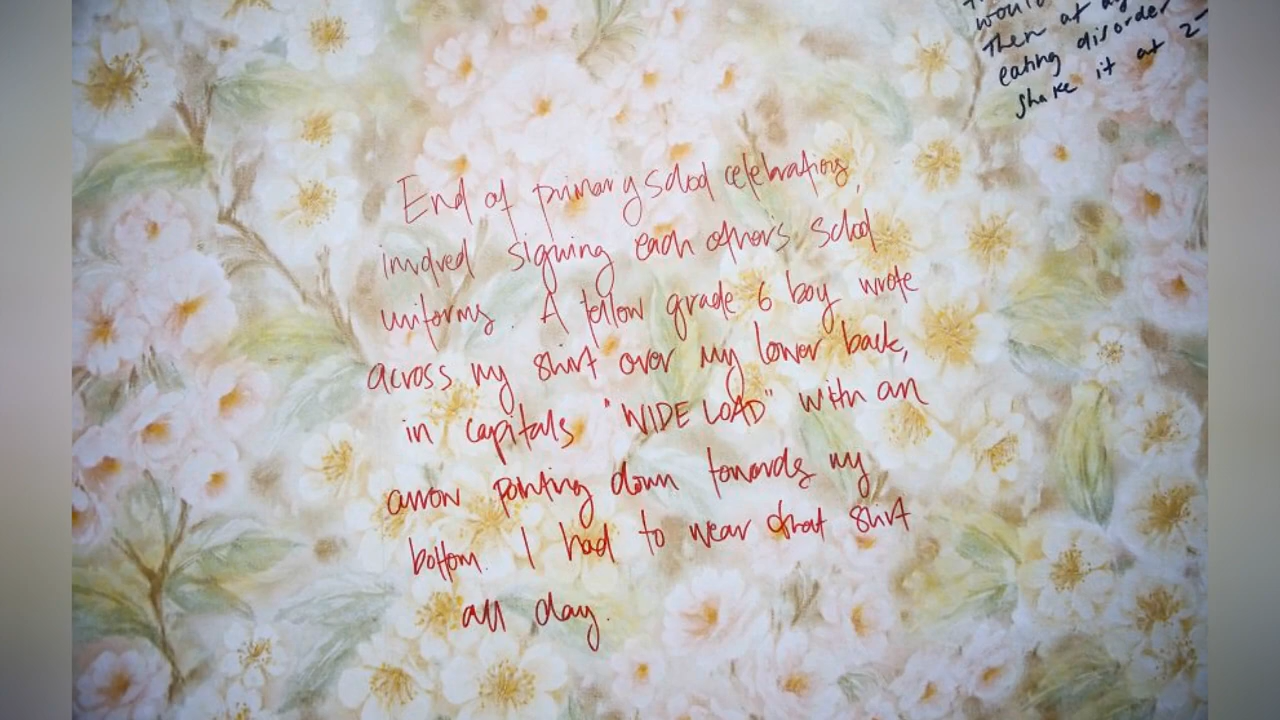 would
then at ag
eating disorder
shake it at 2
End of primary school celebrations,
involved signing each other's school
uniforms. A fellow grade 6 boy wrote
across my shirt over my lower back,
in capitals "WIDE LOAD" with an
arrow pointing down towards my
bottom. I had to wear that shirt
all day.